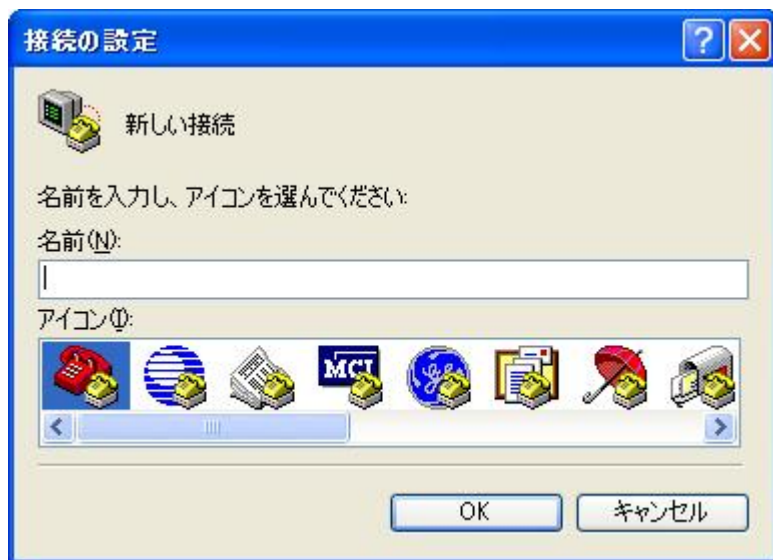 接続の設定
新しい接続
名前を入力し、アイコンを選んでください:
名前(N):
アイコン(I):
MCI
OK
キャンセル